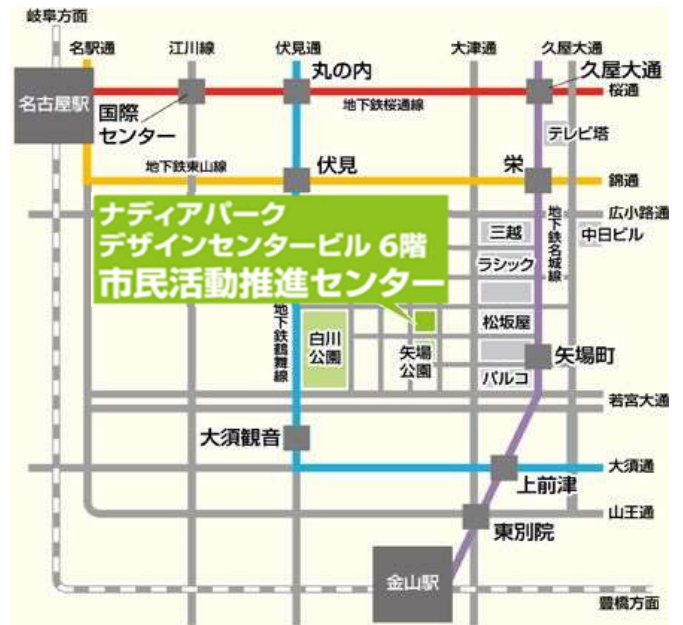 岐阜方面
名駅通
江川線
伏見通
大津通
久屋大通
丸の内
久屋大通
名古屋駅
国際
センター
地下鉄桜通線
桜通
テレビ塔
地下鉄東山線
伏見
栄
錦通
ナディアパーク
デザインセンタービル 6階
市民活動推進センター
広小路通
三越
地下鉄名城線
中日ビル
ラシック
地下鉄鶴舞線
白川
公園
矢場
公園
松坂屋
矢場町
パルコ
若宮大通
大須観音
大須通
上前津
山王通
東別院
金山駅
豊橋方面